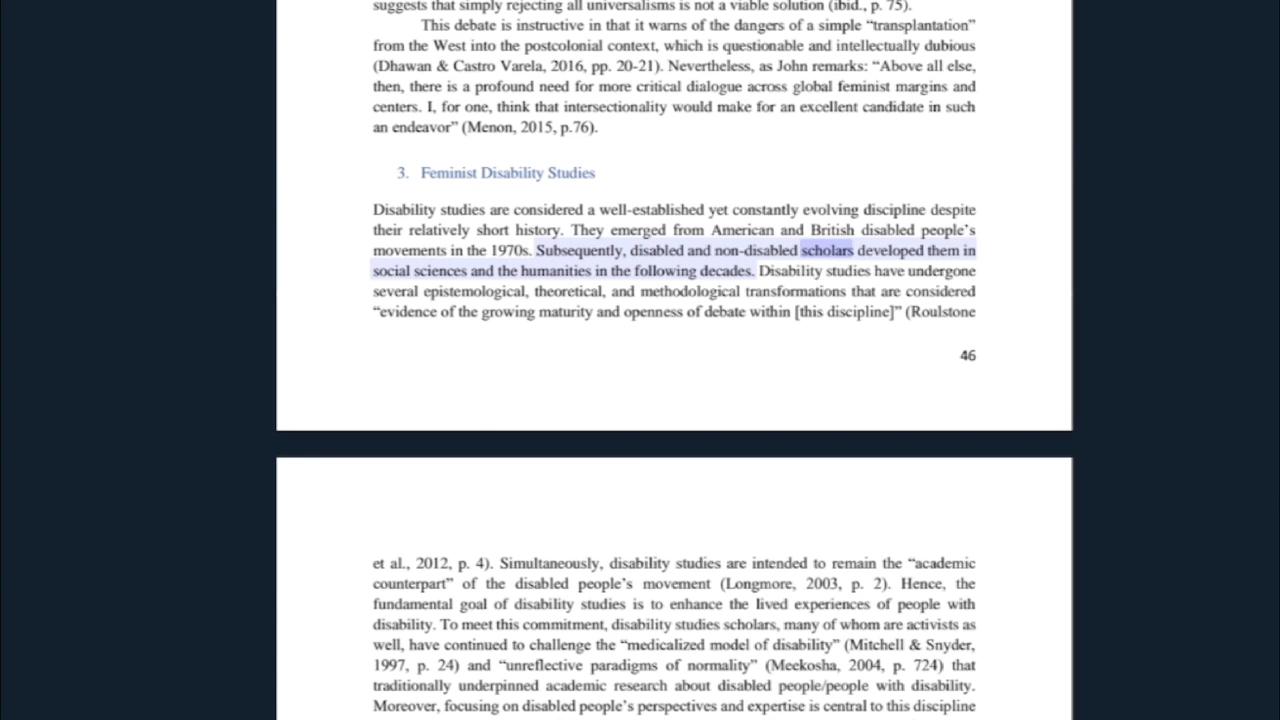 suggests that simply rejecting all universalisms is not a viable solution (ibid., p. 75).
This debate is instructive in that it warns of the dangers of a simple “transplantation”
from the West into the postcolonial context, which is questionable and intellectually dubious
(Dhawan & Castro Varela, 2016, pp. 20-21). Nevertheless, as John remarks: “Above all else,
then, there is a profound need for more critical dialogue across global feminist margins and
centers. I, for one, think that intersectionality would make for an excellent candidate in such
an endeavor” (Menon, 2015, p.76).
3. Feminist Disability Studies
Disability studies are considered a well-established yet constantly evolving discipline despite
their relatively short history. They emerged from American and British disabled people’s
movements in the 1970s. Subsequently, disabled and non-disabled scholars developed them in
social sciences and the humanities in the following decades. Disability studies have undergone
several epistemological, theoretical, and methodological transformations that are considered
“evidence of the growing maturity and openness of debate within [this discipline]” (Roulstone
46
et al., 2012, p. 4). Simultaneously, disability studies are intended to remain the “academic
counterpart” of the disabled people’s movement (Longmore, 2003, p. 2). Hence, the
fundamental goal of disability studies is to enhance the lived experiences of people with
disability. To meet this commitment, disability studies scholars, many of whom are activists as
well, have continued to challenge the “medicalized model of disability” (Mitchell & Snyder,
1997, p. 24) and “unreflective paradigms of normality” (Meekosha, 2004, p. 724) that
traditionally underpinned academic research about disabled people/people with disability.
Moreover, focusing on disabled people’s perspectives and expertise is central to this discipline